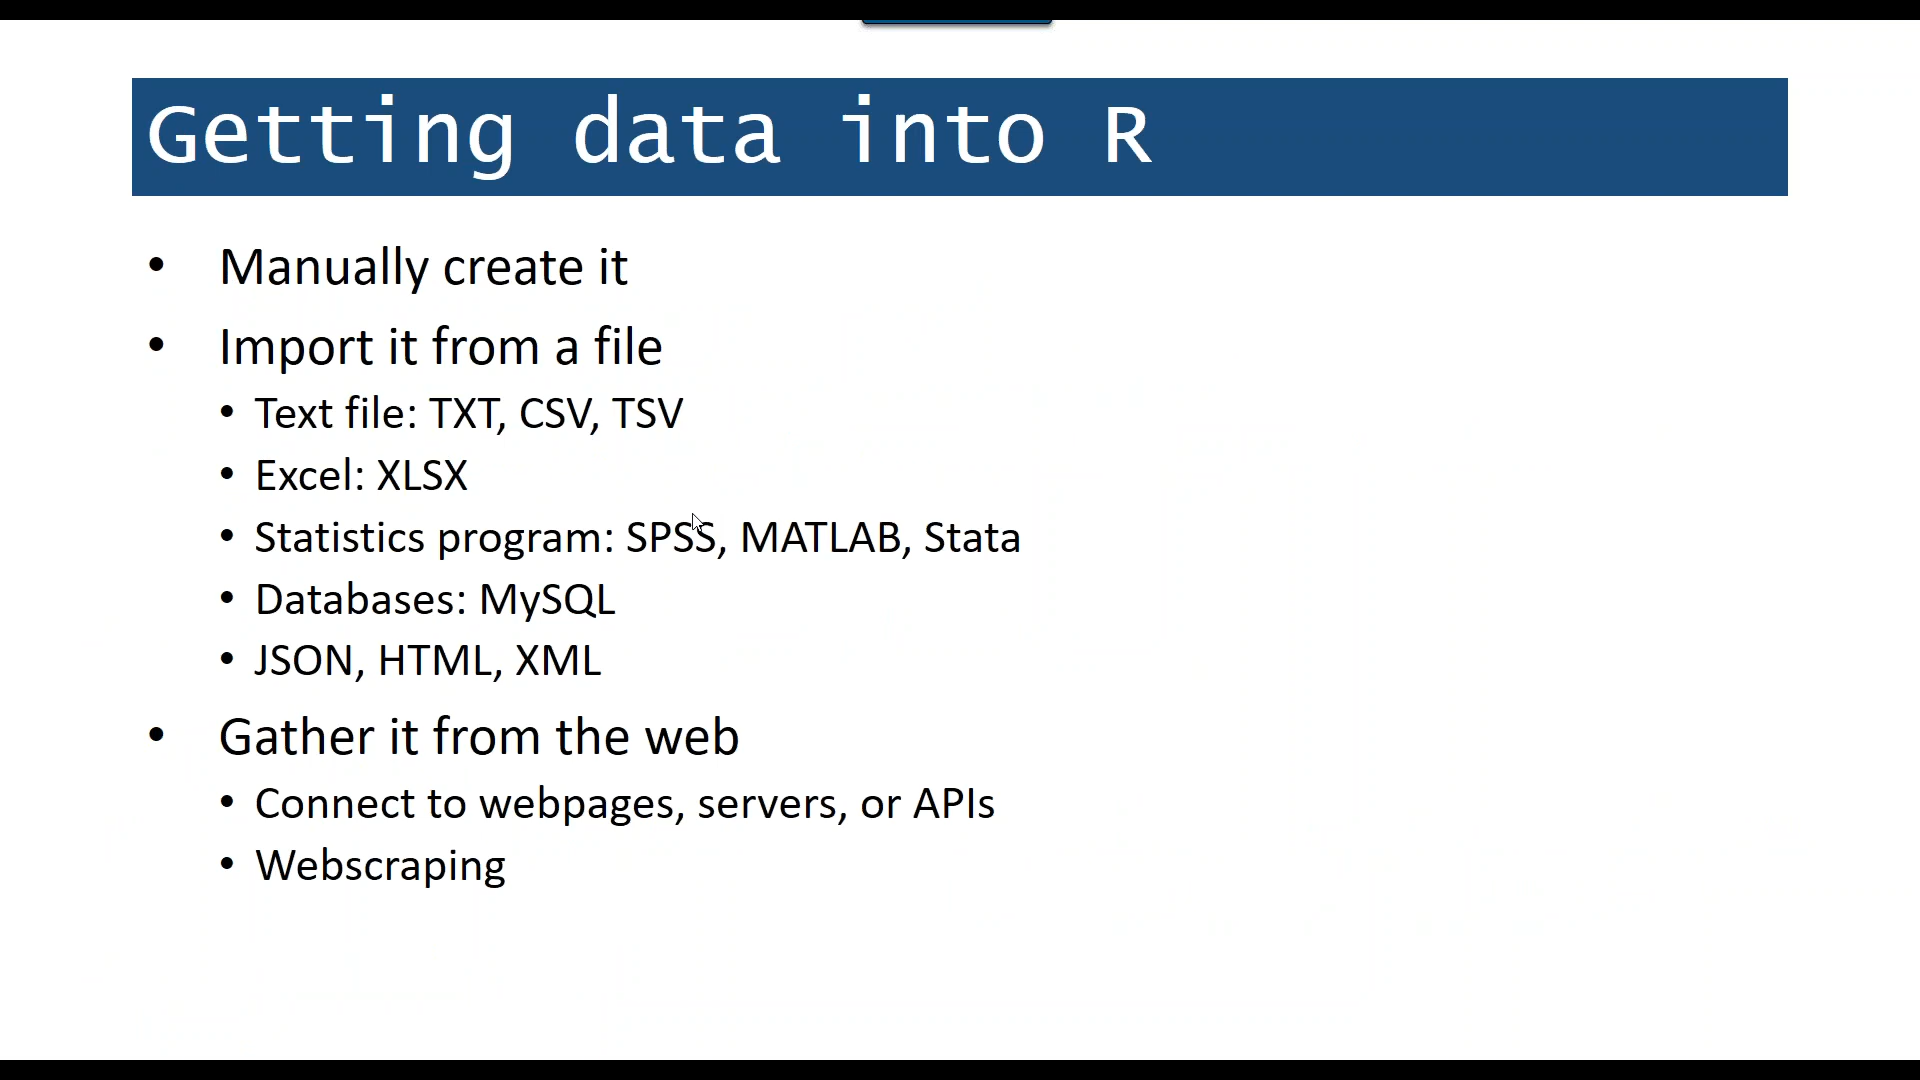 Getting data into R
• Manually create it
• Import it from a file
• Text file: TXT, CSV, TSV
• Excel: XLSX
• Statistics program: SPSS, MATLAB, Stata
• Databases: MySQL
• JSON, HTML, XML
• Gather it from the web
• Connect to webpages, servers, or APIs
• Webscraping